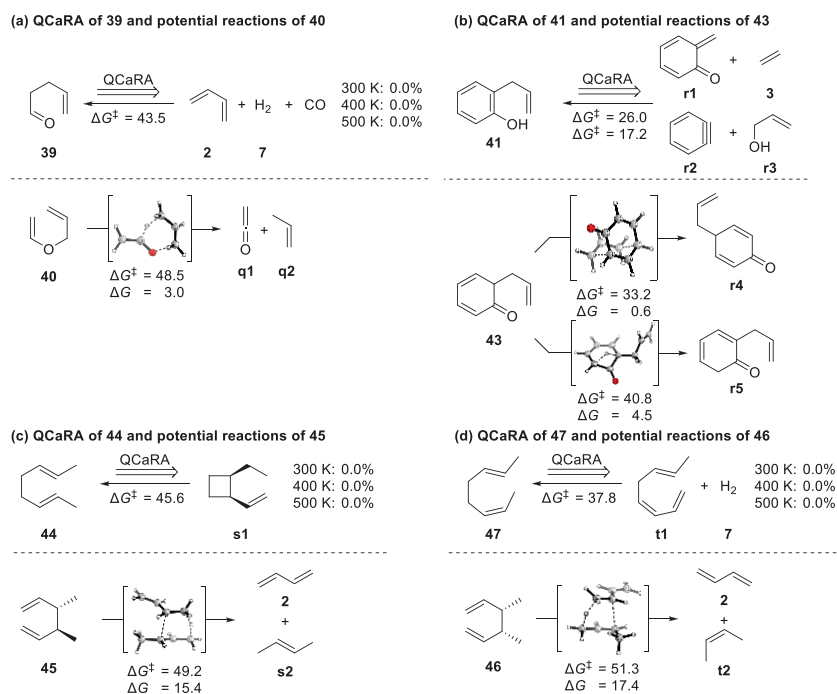 (a) QCaRA of 39 and potential reactions of 40
QCaRA
ΔG‡ = 43.5
O
39
2
+ H2 + CO
7
300 K: 0.0%
400 K: 0.0%
500 K: 0.0%
O
40
ΔG‡ = 48.5
ΔG = 3.0
O
q1
+
q2
(b) QCaRA of 41 and potential reactions of 43
OH
41
QCaRA
ΔG‡ = 26.0
ΔG‡ = 17.2
O
r1
+
3
r2
+
OH
r3
O
43
ΔG‡ = 33.2
ΔG = 0.6
O
r4
ΔG‡ = 40.8
ΔG = 4.5
O
r5
(c) QCaRA of 44 and potential reactions of 45
QCaRA
ΔG‡ = 45.6
44
s1
300 K: 0.0%
400 K: 0.0%
500 K: 0.0%
45
ΔG‡ = 49.2
ΔG = 15.4
2
+
s2
(d) QCaRA of 47 and potential reactions of 46
QCaRA
ΔG‡ = 37.8
47
t1
+ H2
7
300 K: 0.0%
400 K: 0.0%
500 K: 0.0%
46
ΔG‡ = 51.3
ΔG = 17.4
2
+
t2